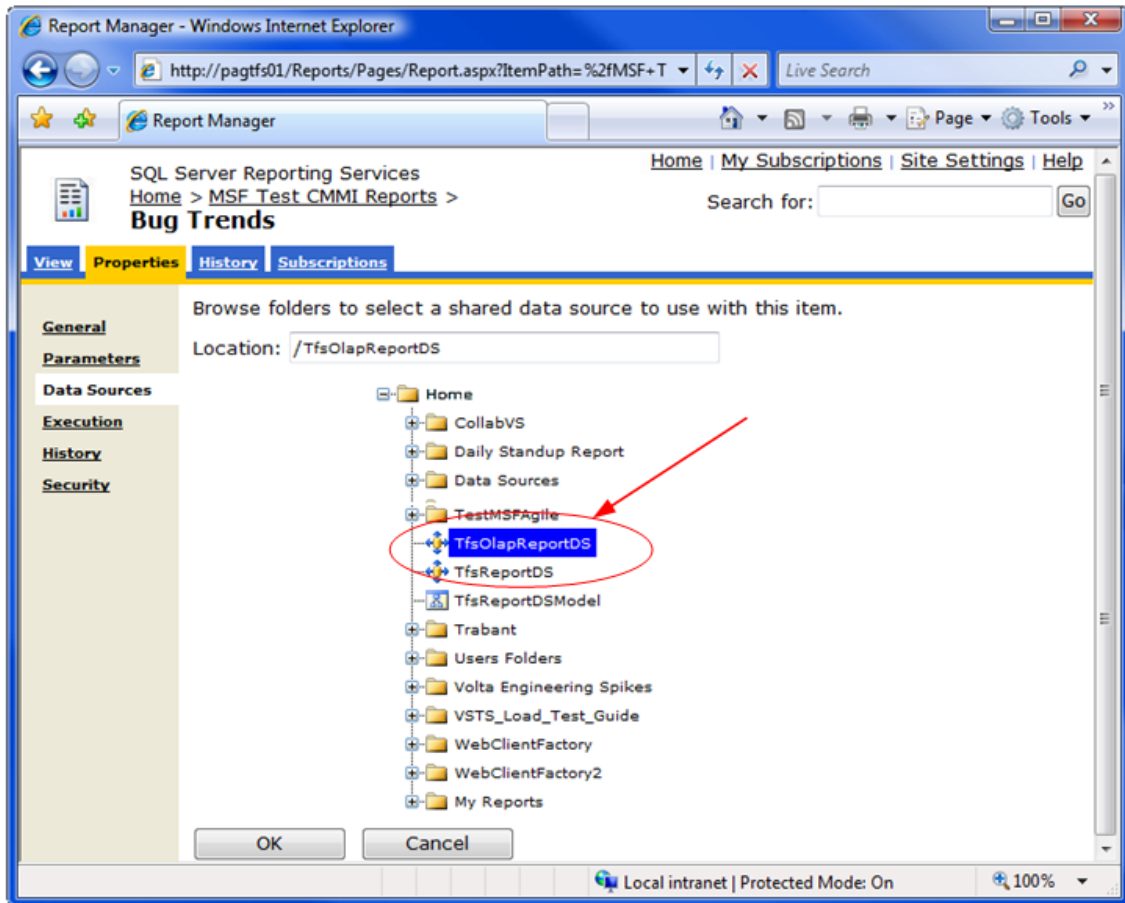 Report Manager - Windows Internet Explorer
http://pagtfs01/Reports/Pages/Report.aspx?ItemPath=%2fMSF+T
Live Search
Report Manager
Page
Tools
Home | My Subscriptions | Site Settings | Help
SQL Server Reporting Services
Home > MSF Test CMMI Reports >
Search for:
Go
Bug Trends
View Properties History Subscriptions
Browse folders to select a shared data source to use with this item.
General
Location: /TfsOlapReportDS
Parameters
Data Sources
Execution
History
Security
Home
CollabVS
Daily Standup Report
Data Sources
TestMSFAgile
TfsOlapReportDS
TfsReportDS
TfsReportDSModel
Trabant
Users Folders
Volta Engineering Spikes
VSTS_Load_Test_Guide
WebClientFactory
WebClientFactory2
My Reports
OK Cancel
Local intranet | Protected Mode: On
100%